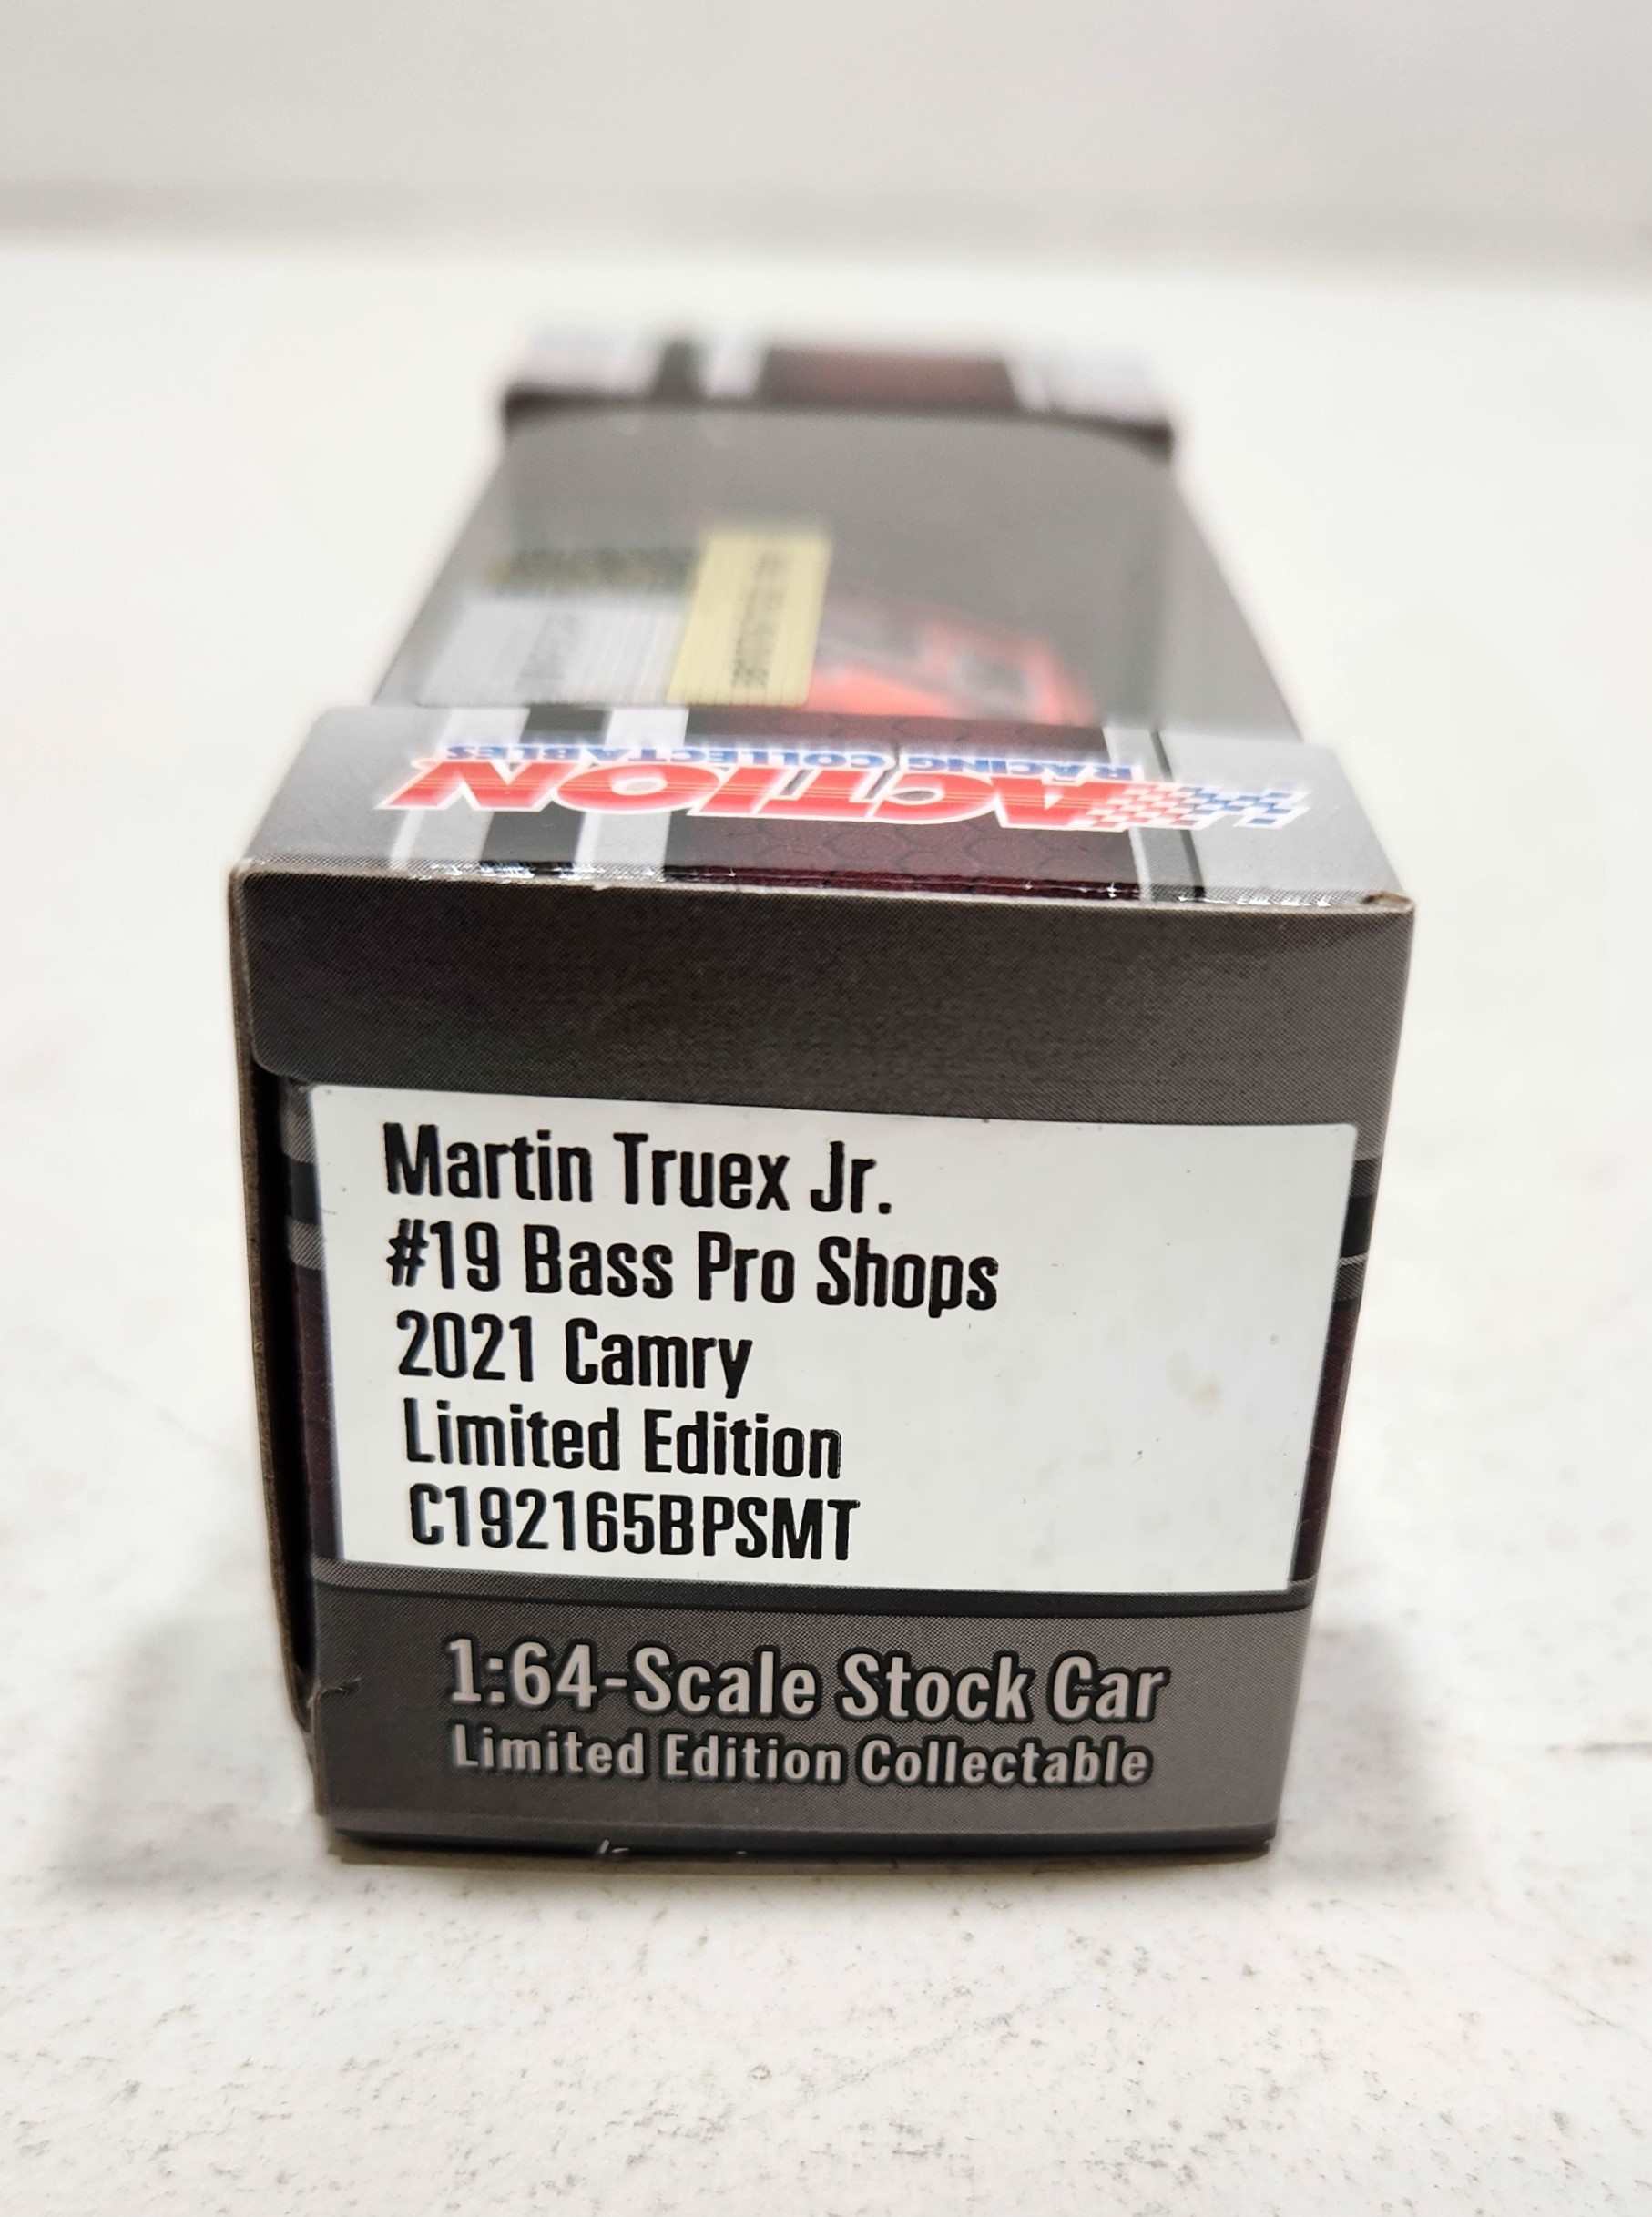 ACTION
RACING COLLECTABLES
Martin Truex Jr.
#19 Bass Pro Shops
2021 Camry
Limited Edition
C192165BPSMT
1:64-Scale Stock Car
Limited Edition Collectable